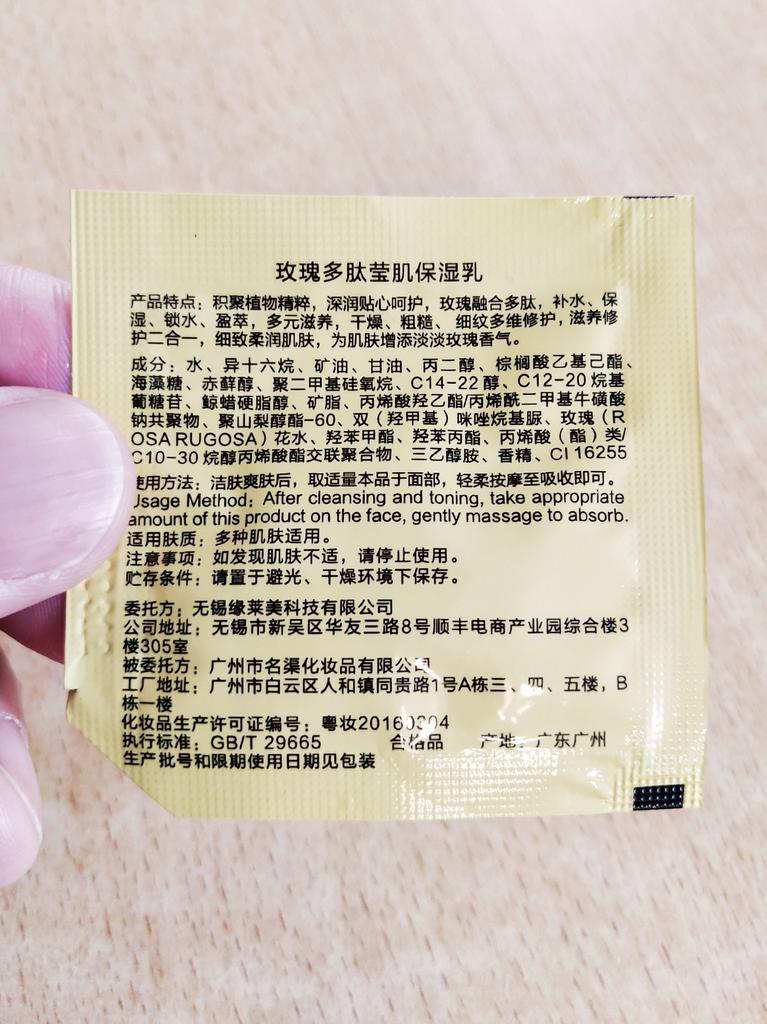 玫瑰多肽莹肌保湿乳
产品特点：积聚植物精粹，深润贴心呵护，玫瑰融合多肽，补水、保
湿、锁水、盈萃，多元滋养，干燥、粗糙、细纹多维修护，滋养修
护二合一，细致柔润肌肤，为肌肤增添淡淡玫瑰香气。
成分：水、异十六烷、矿油、甘油、丙二醇、棕榈酸乙基己酯、
海藻糖、赤藓醇、聚二甲基硅氧烷、C14-22 醇、C12-20 烷基
葡糖苷、鲸蜡硬脂醇、矿脂、丙烯酸羟乙酯/丙烯酰二甲基牛磺酸
钠共聚物、聚山梨醇酯-60、双（羟甲基）咪唑烷基脲、玫瑰（R
OSA RUGOSA）花水、羟苯甲酯、羟苯丙酯、丙烯酸（酯）类/
C10-30 烷醇丙烯酸酯交联聚合物、三乙醇胺、香精、CI 16255
使用方法：洁肤爽肤后，取适量本品于面部，轻柔按摩至吸收即可。
Usage Method: After cleansing and toning, take appropriate
amount of this product on the face, gently massage to absorb.
适用肤质：多种肌肤适用。
注意事项：如发现肌肤不适，请停止使用。
贮存条件：请置于避光、干燥环境下保存。
委托方：无锡缘莱美科技有限公司
公司地址：无锡市新吴区华友三路8号顺丰电商产业园综合楼3
楼305室
被委托方：广州市名渠化妆品有限公司
工厂地址：广州市白云区人和镇同贵路1号A栋三、四、五楼，B
栋一楼
化妆品生产许可证编号：粤妆20160304
执行标准：GB/T 29665 合格品 产地：广东广州
生产批号和限期使用日期见包装